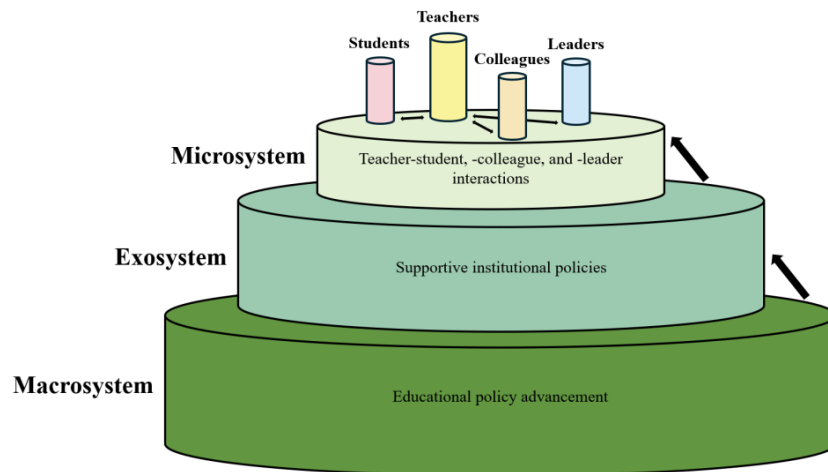 Teachers
Students
Leaders
Colleagues
Microsystem
Teacher-student, -colleague, and -leader
interactions
Exosystem
Supportive institutional policies
Macrosystem
Educational policy advancement